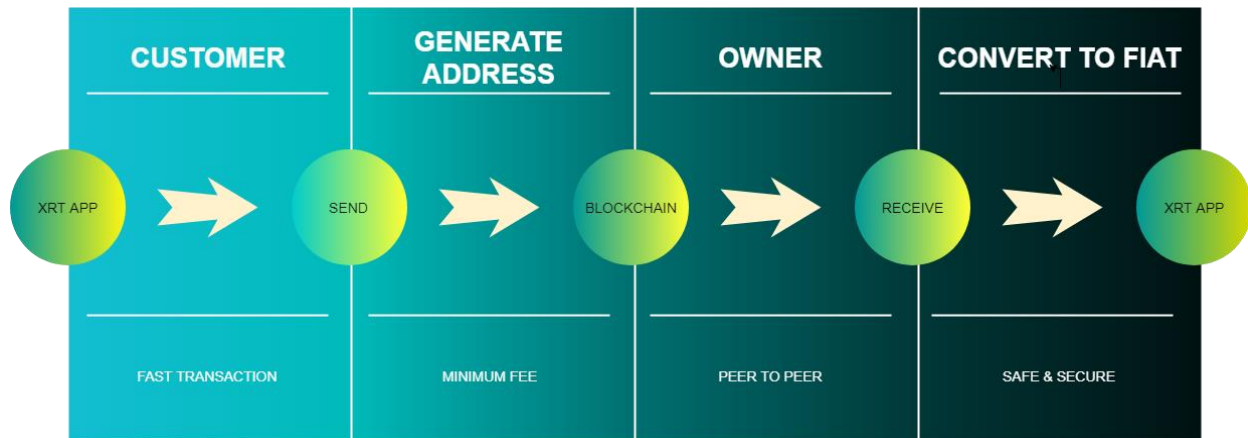 CUSTOMER
GENERATE
ADDRESS
OWNER
CONVERT TO FIAT
XRT APP
SEND
BLOCKCHAIN
RECEIVE
XRT APP
FAST TRANSACTION
MINIMUM FEE
PEER TO PEER
SAFE & SECURE